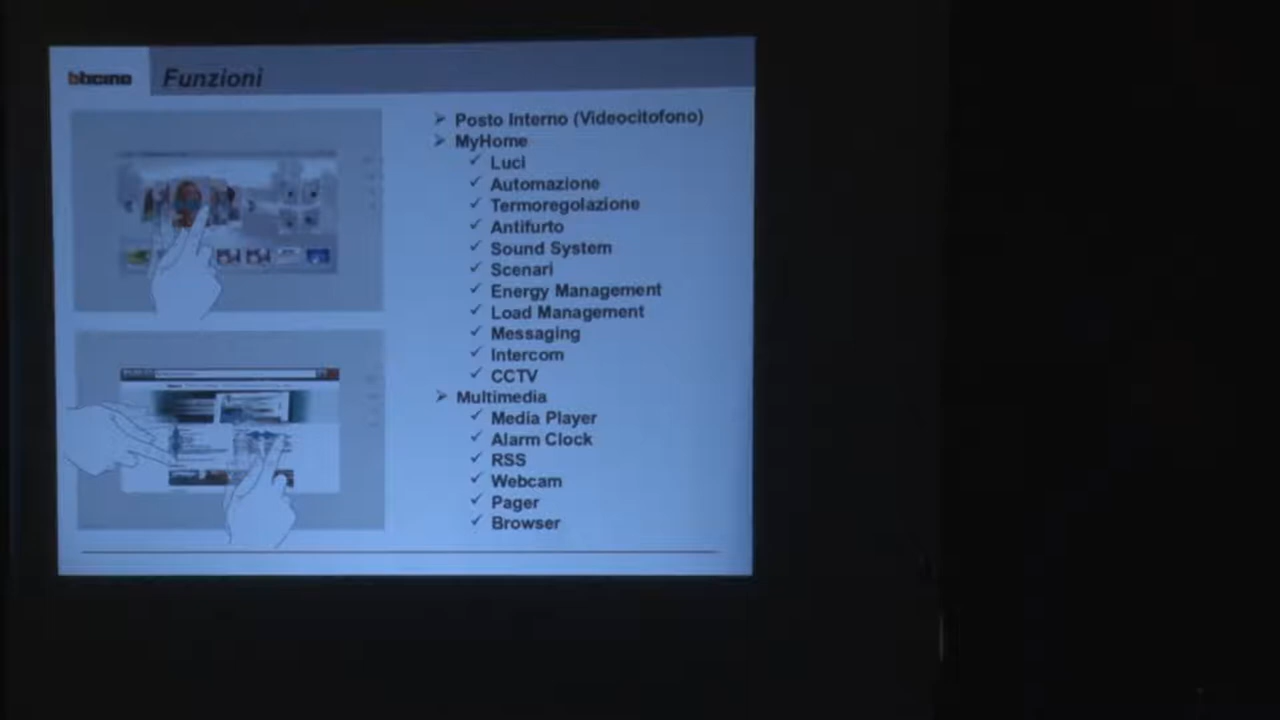 bticino
Funzioni
Posto Interno (Videocitofono)
MyHome
Luci
Automazione
Termoregolazione
Antifurto
Sound System
Scenari
Energy Management
Load Management
Messaging
Intercom
CCTV
Multimedia
Media Player
Alarm Clock
RSS
Webcam
Pager
Browser